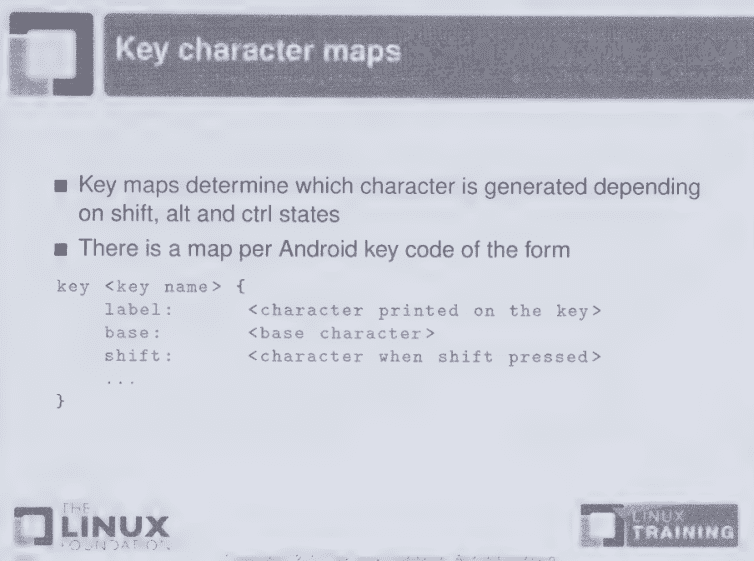 Key character maps
■ Key maps determine which character is generated depending
on shift, alt and ctrl states
■ There is a map per Android key code of the form
key <key name> {
label: <character printed on the key>
base: <base character>
shift: <character when shift pressed>
...
}
THE
LINUX
FOUNDATION
LINUX
TRAINING